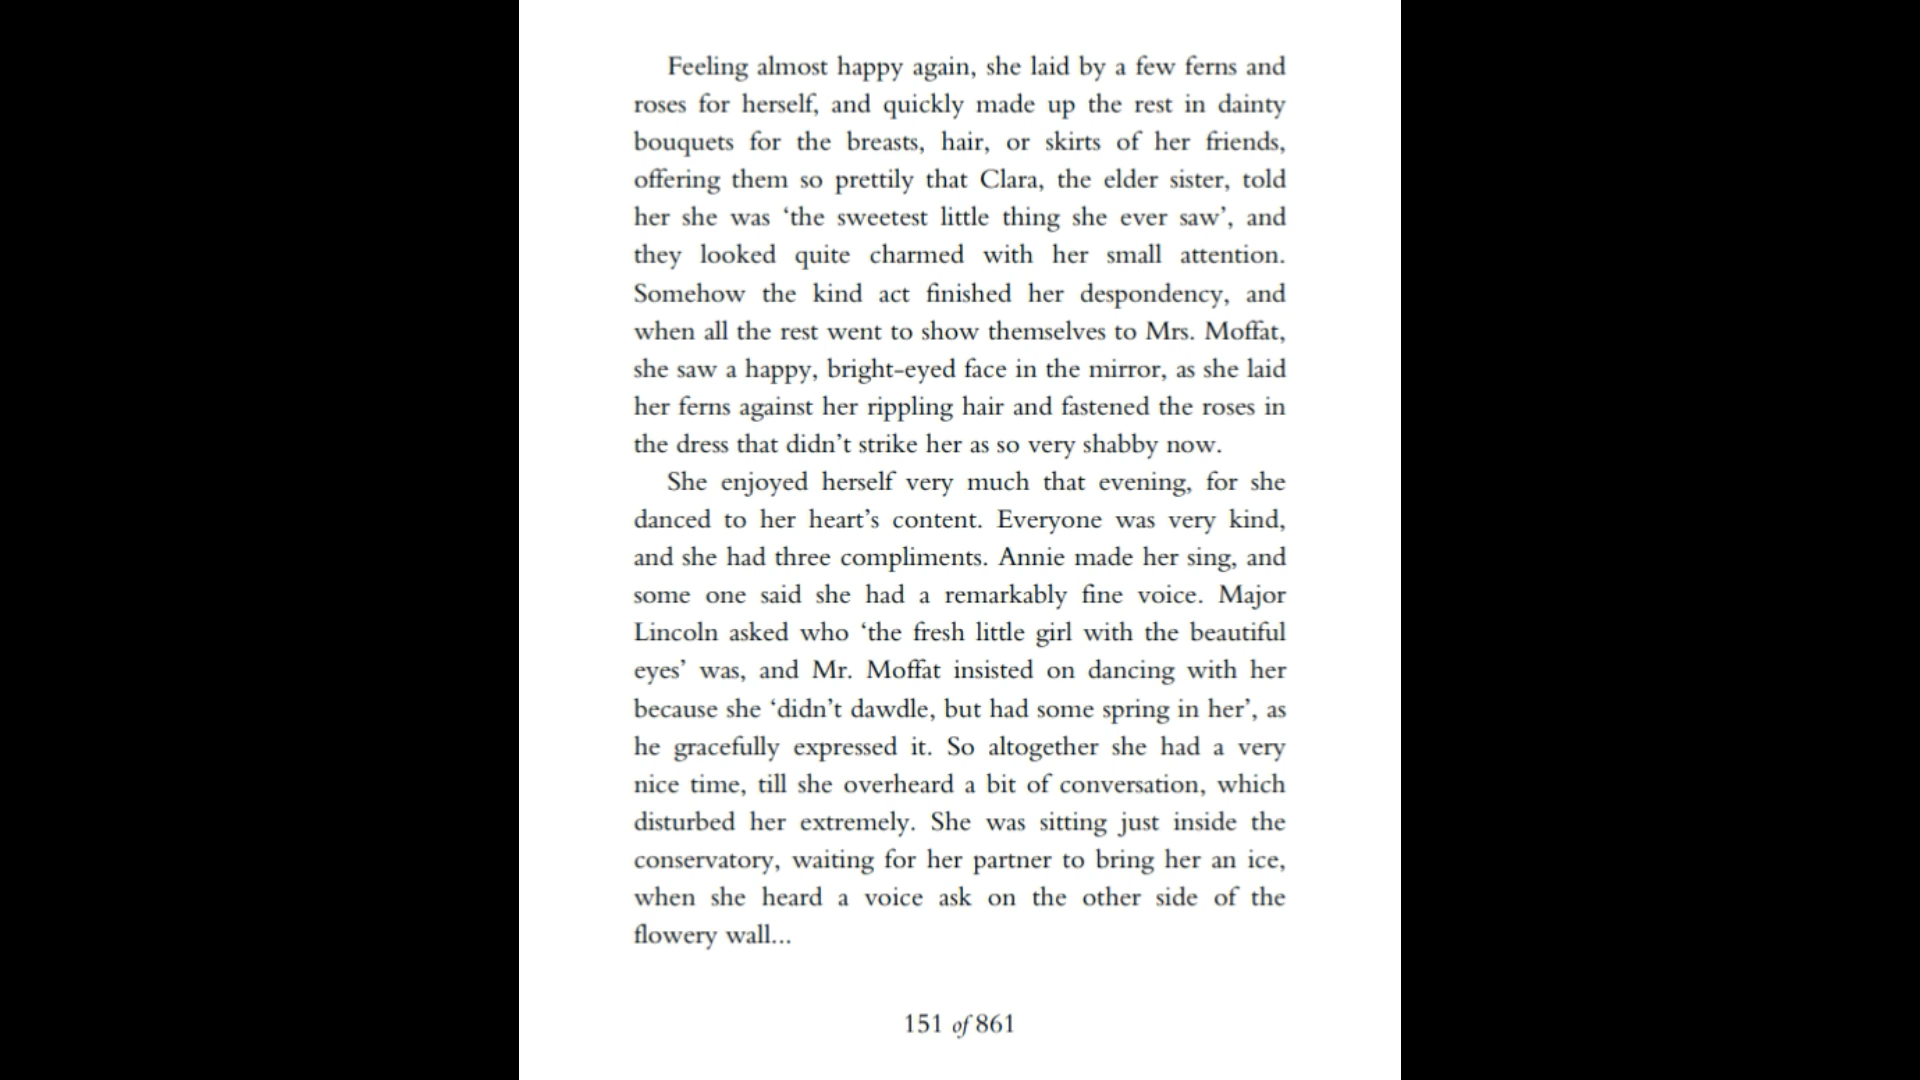 Feeling almost happy again, she laid by a few ferns and
roses for herself, and quickly made up the rest in dainty
bouquets for the breasts, hair, or skirts of her friends,
offering them so prettily that Clara, the elder sister, told
her she was ‘the sweetest little thing she ever saw’, and
they looked quite charmed with her small attention.
Somehow the kind act finished her despondency, and
when all the rest went to show themselves to Mrs. Moffat,
she saw a happy, bright-eyed face in the mirror, as she laid
her ferns against her rippling hair and fastened the roses in
the dress that didn’t strike her as so very shabby now.
She enjoyed herself very much that evening, for she
danced to her heart’s content. Everyone was very kind,
and she had three compliments. Annie made her sing, and
some one said she had a remarkably fine voice. Major
Lincoln asked who ‘the fresh little girl with the beautiful
eyes’ was, and Mr. Moffat insisted on dancing with her
because she ‘didn’t dawdle, but had some spring in her’, as
he gracefully expressed it. So altogether she had a very
nice time, till she overheard a bit of conversation, which
disturbed her extremely. She was sitting just inside the
conservatory, waiting for her partner to bring her an ice,
when she heard a voice ask on the other side of the
flowery wall...
151 of 861